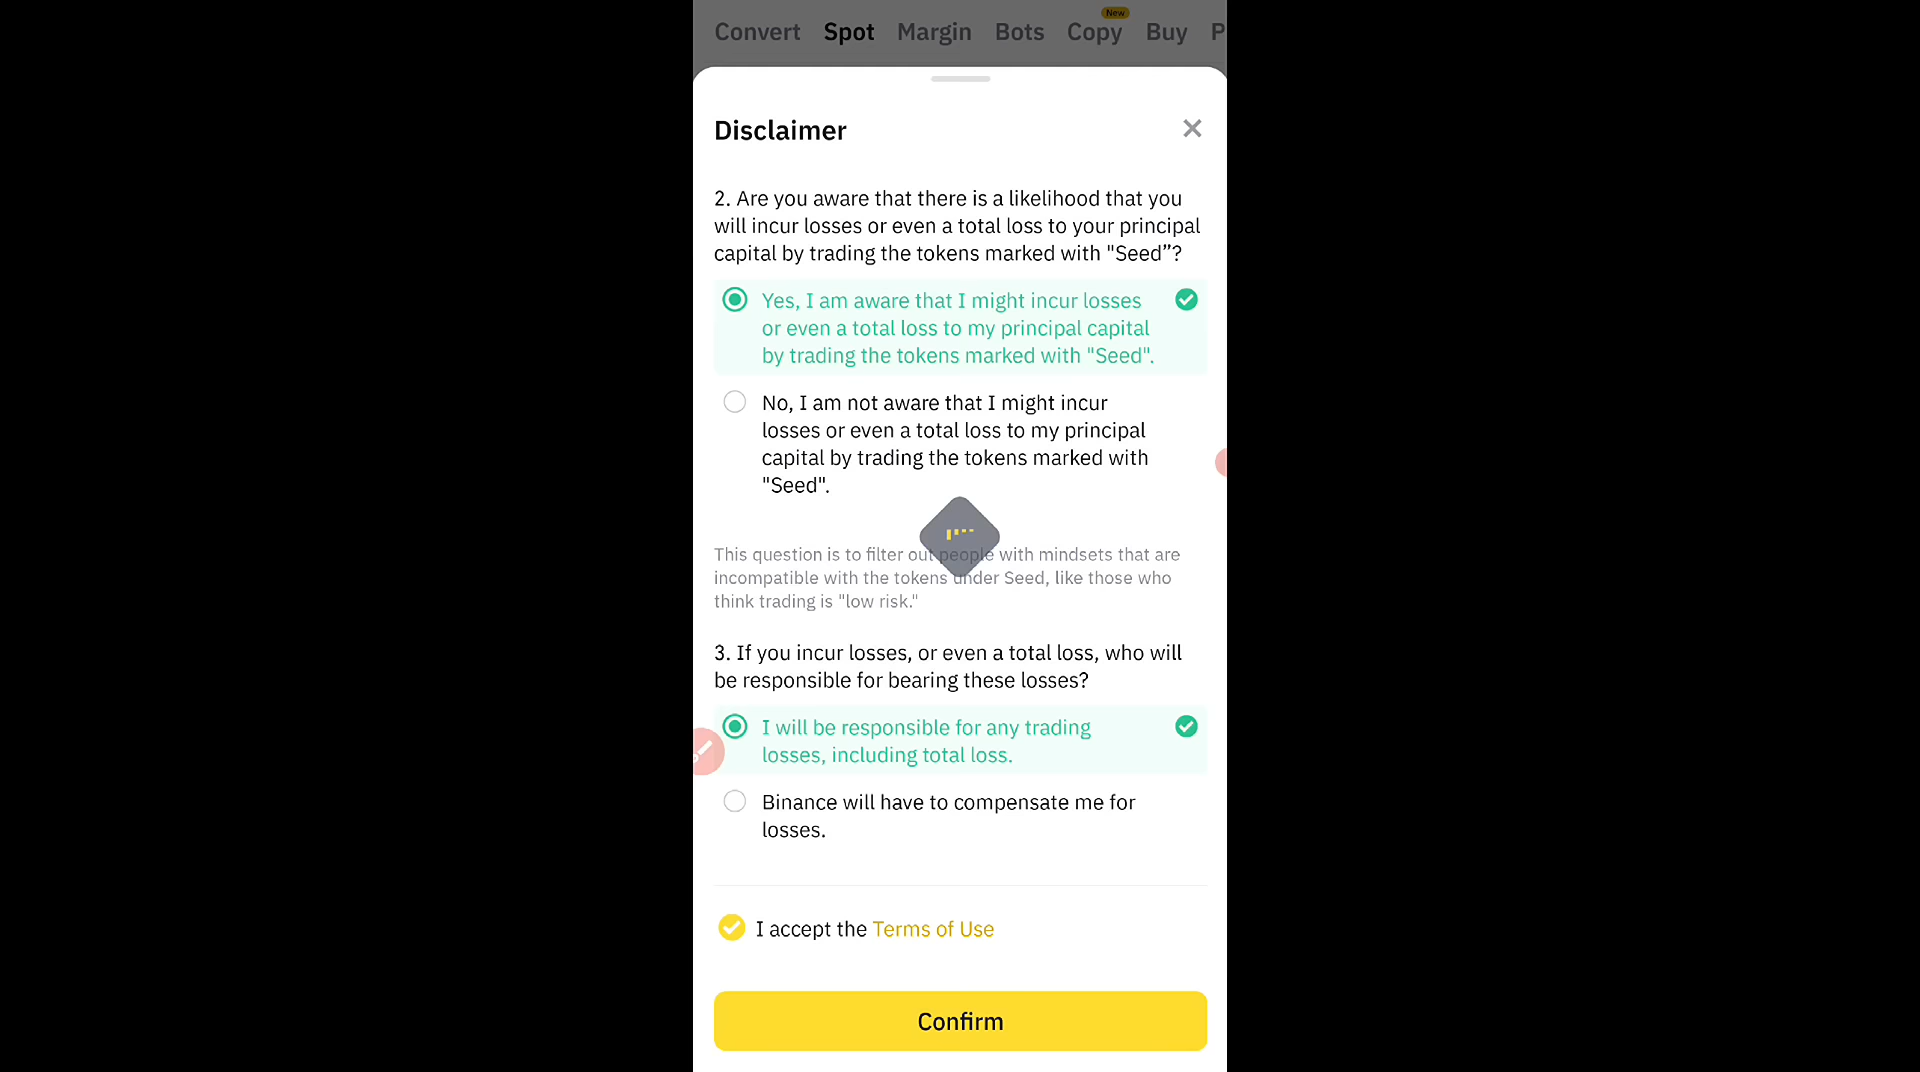 New
Convert Spot Margin Bots Copy Buy P
Disclaimer
2. Are you aware that there is a likelihood that you
will incur losses or even a total loss to your principal
capital by trading the tokens marked with "Seed”?
Yes, I am aware that I might incur losses
or even a total loss to my principal capital
by trading the tokens marked with "Seed".
No, I am not aware that I might incur
losses or even a total loss to my principal
capital by trading the tokens marked with
"Seed".
This question is to filter out people with mindsets that are
incompatible with the tokens under Seed, like those who
think trading is "low risk."
3. If you incur losses, or even a total loss, who will
be responsible for bearing these losses?
I will be responsible for any trading
losses, including total loss.
Binance will have to compensate me for
losses.
I accept the Terms of Use
Confirm